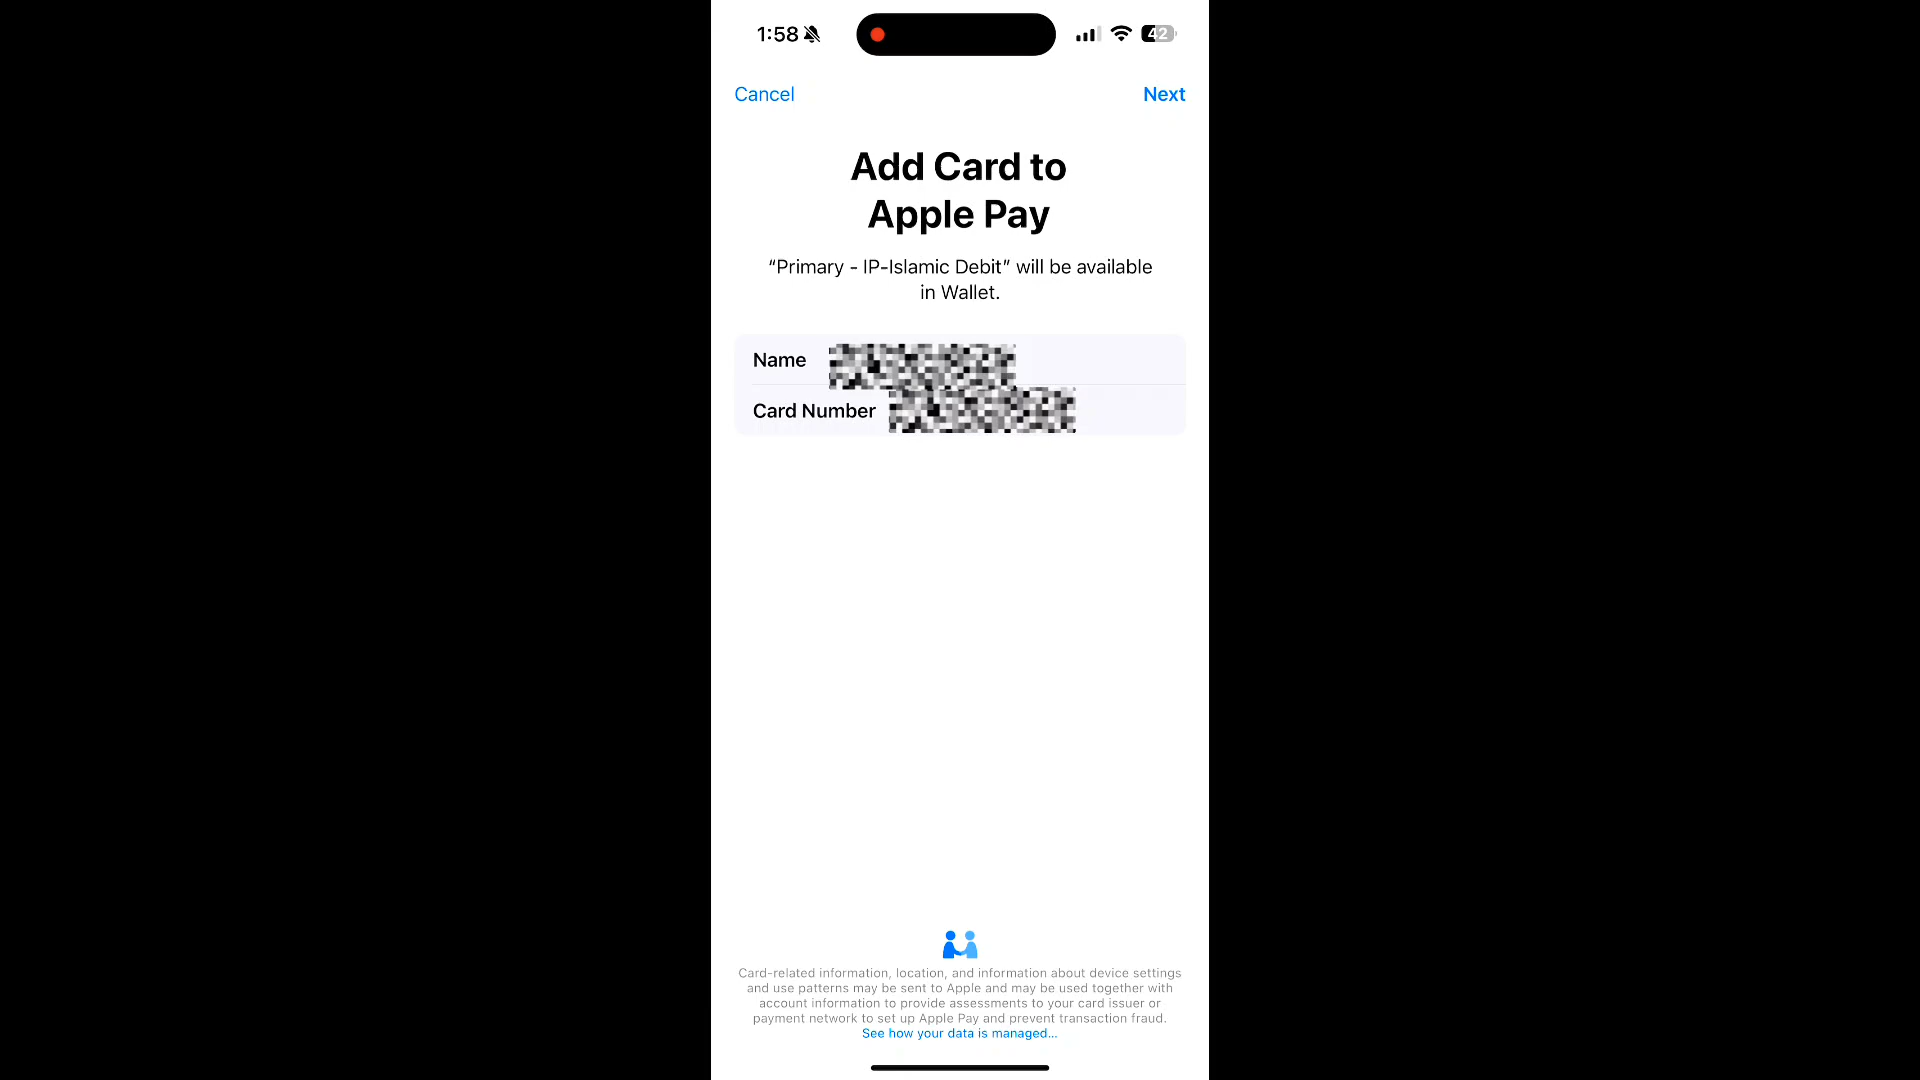 1:58
42
Cancel
Next
Add Card to
Apple Pay
“Primary - IP-Islamic Debit” will be available
in Wallet.
Name
Card Number
Card-related information, location, and information about device settings
and use patterns may be sent to Apple and may be used together with
account information to provide assessments to your card issuer or
payment network to set up Apple Pay and prevent transaction fraud.
See how your data is managed...